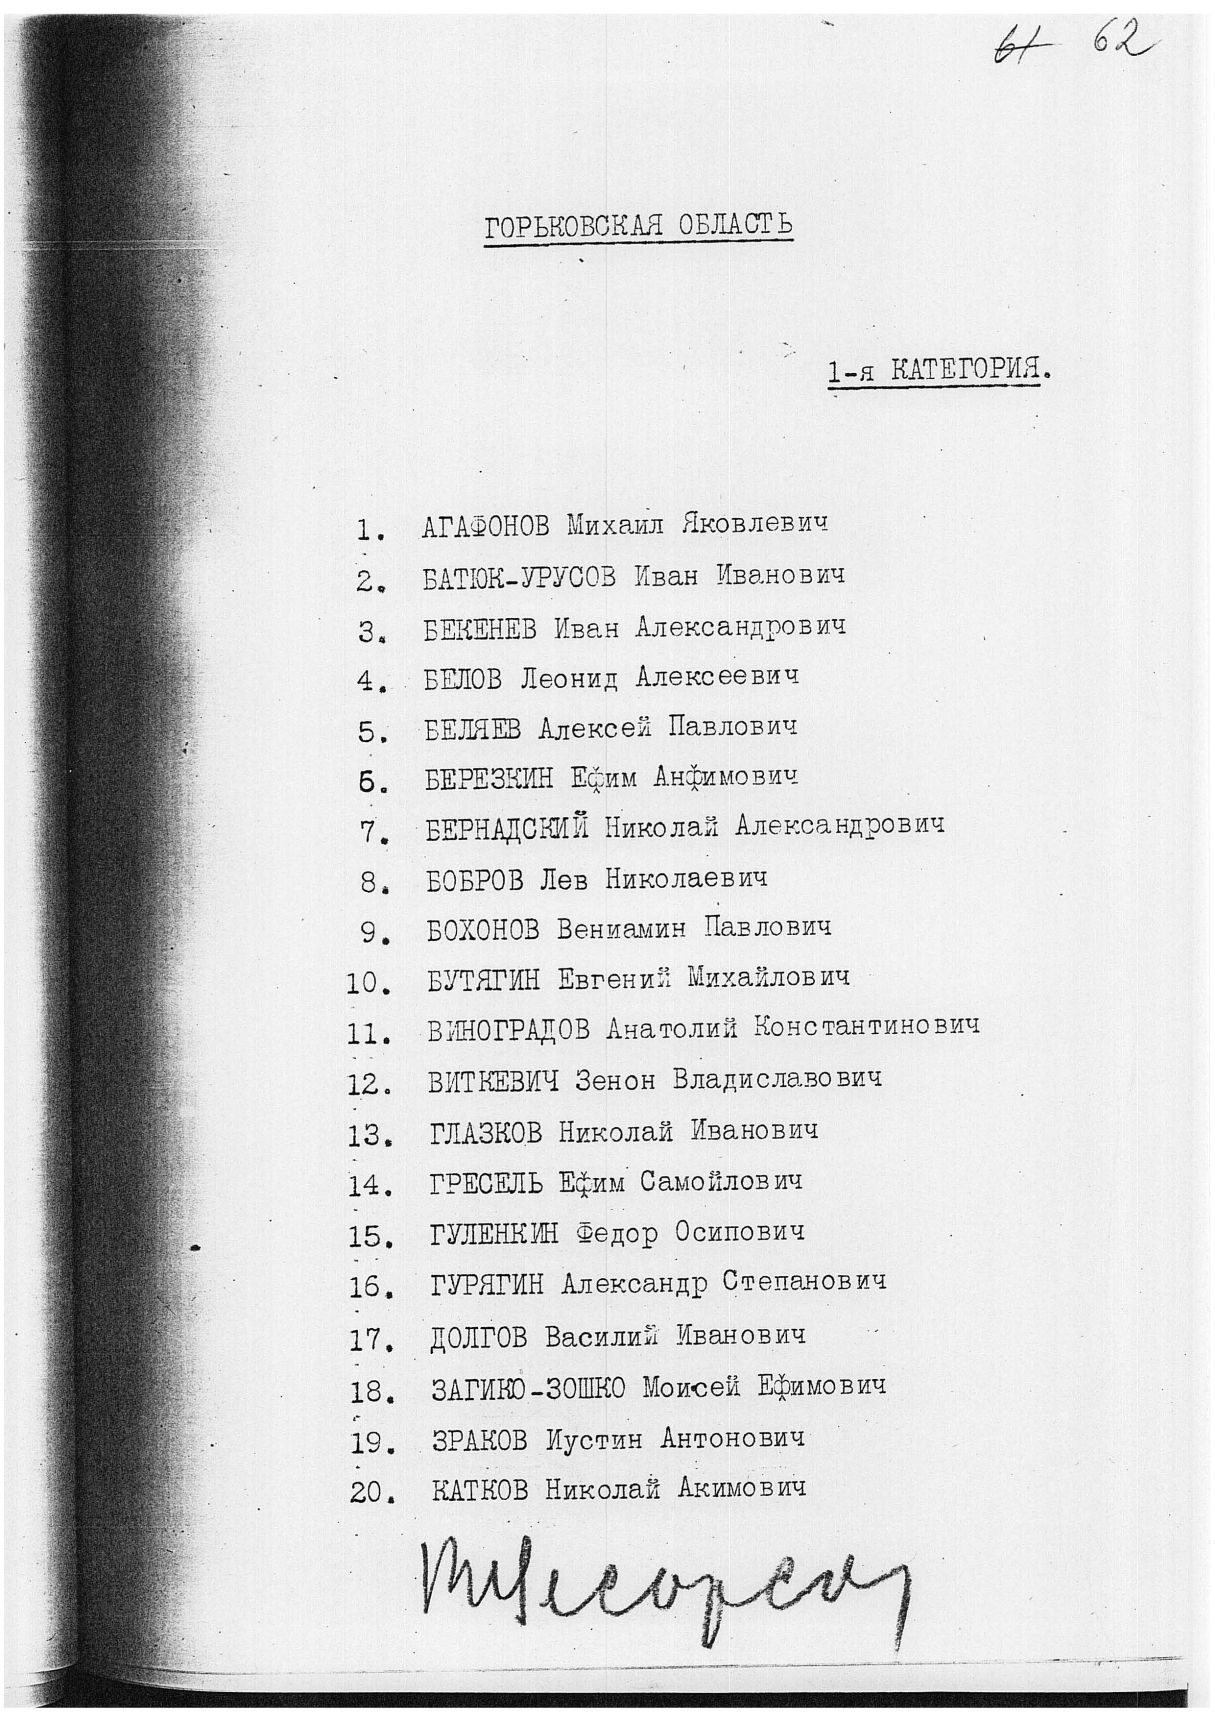 61 62
ГОРЬКОВСКАЯ ОБЛАСТЬ
1-я КАТЕГОРИЯ.
1. АГАФОНОВ Михаил Яковлевич
2. БАТЮК-УРУСОВ Иван Иванович
3. БЕКЕНЕВ Иван Александрович
4. БЕЛОВ Леонид Алексеевич
5. БЕЛЯЕВ Алексей Павлович
6. БЕРЕЗКИН Ефим Анфимович
7. БЕРНАДСКИЙ Николай Александрович
8. БОБРОВ Лев Николаевич
9. БОХОНОВ Вениамин Павлович
10. БУТЯГИН Евгений Михайлович
11. ВИНОГРАДОВ Анатолий Константинович
12. ВИТКЕВИЧ Зенон Владиславович
13. ГЛАЗКОВ Николай Иванович
14. ГРЕСЕЛЬ Ефим Самойлович
15. ГУЛЕНКИН Федор Осипович
16. ГУРЯГИН Александр Степанович
17. ДОЛГОВ Василий Иванович
18. ЗАГИКО-ЗОШКО Моисей Ефимович
19. ЗРАКОВ Иустин Антонович
20. КАТКОВ Николай Акимович